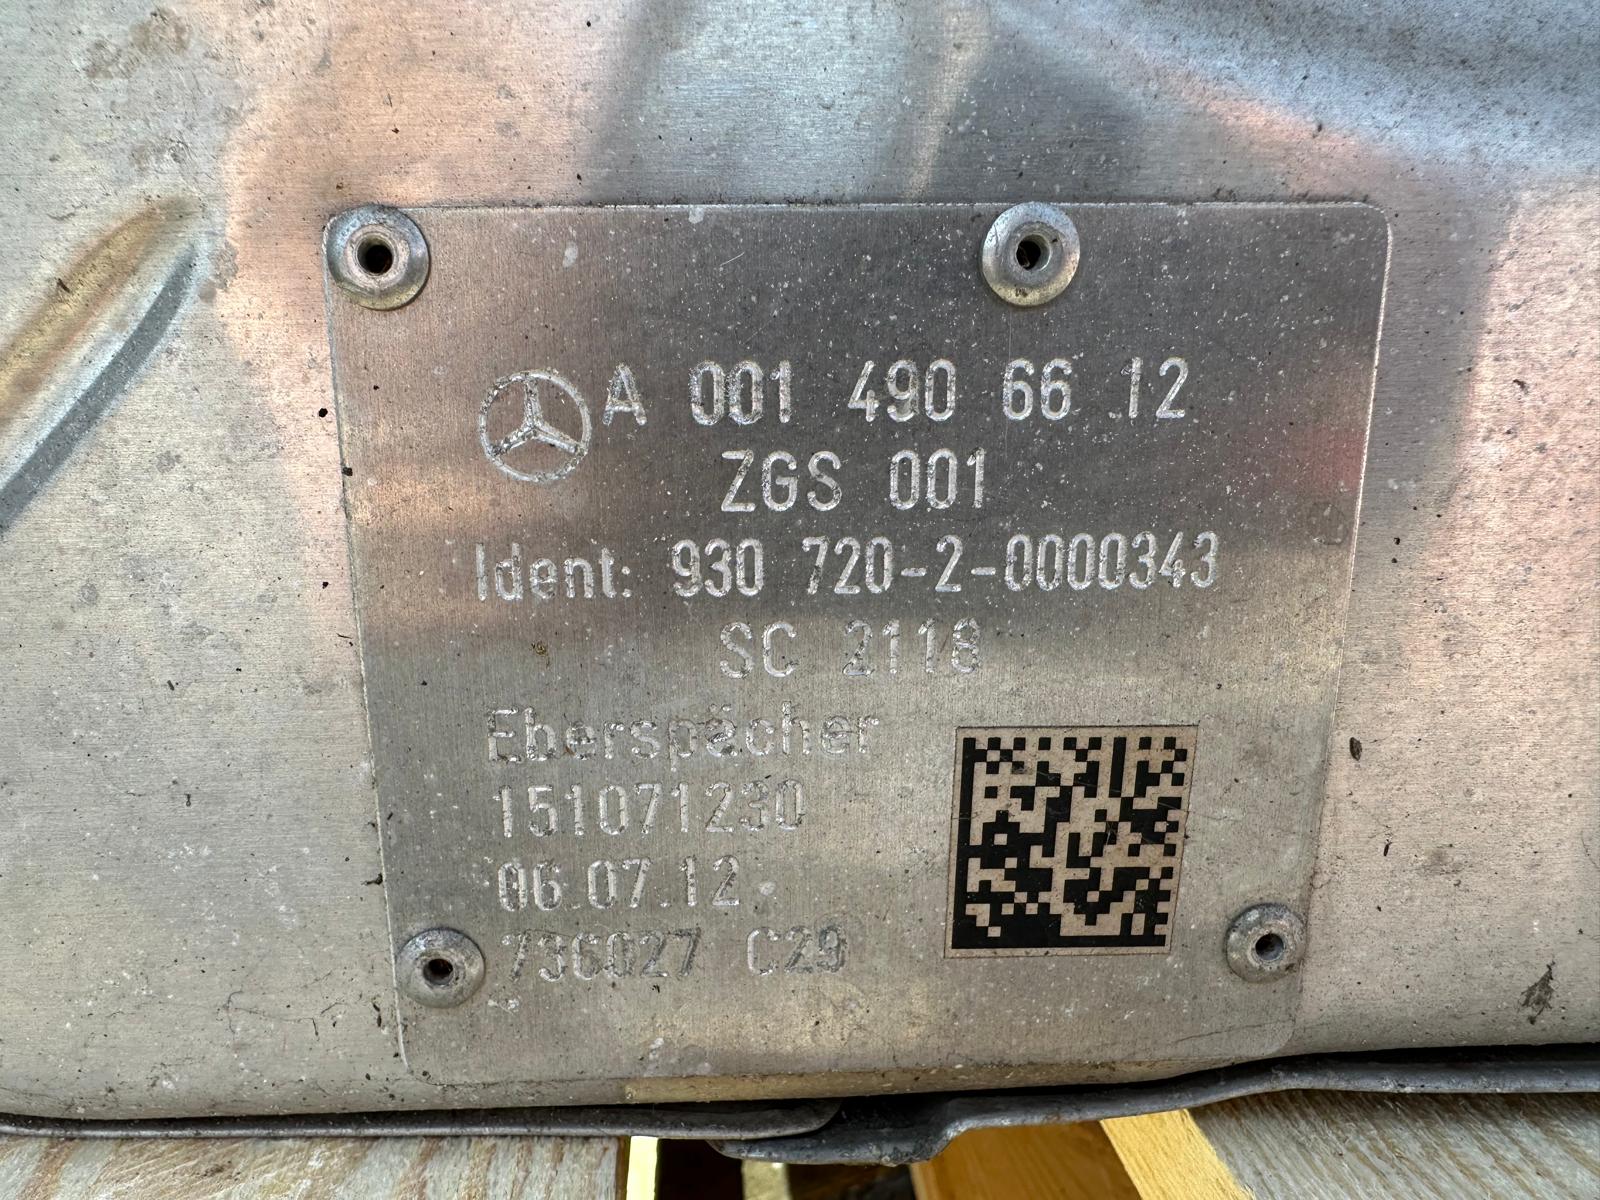 A 001 490 66 12
ZGS 001
Ident: 930 720-2-0000343
SC 2118
Eberspächer
151071230
06.07.12
736027 C29